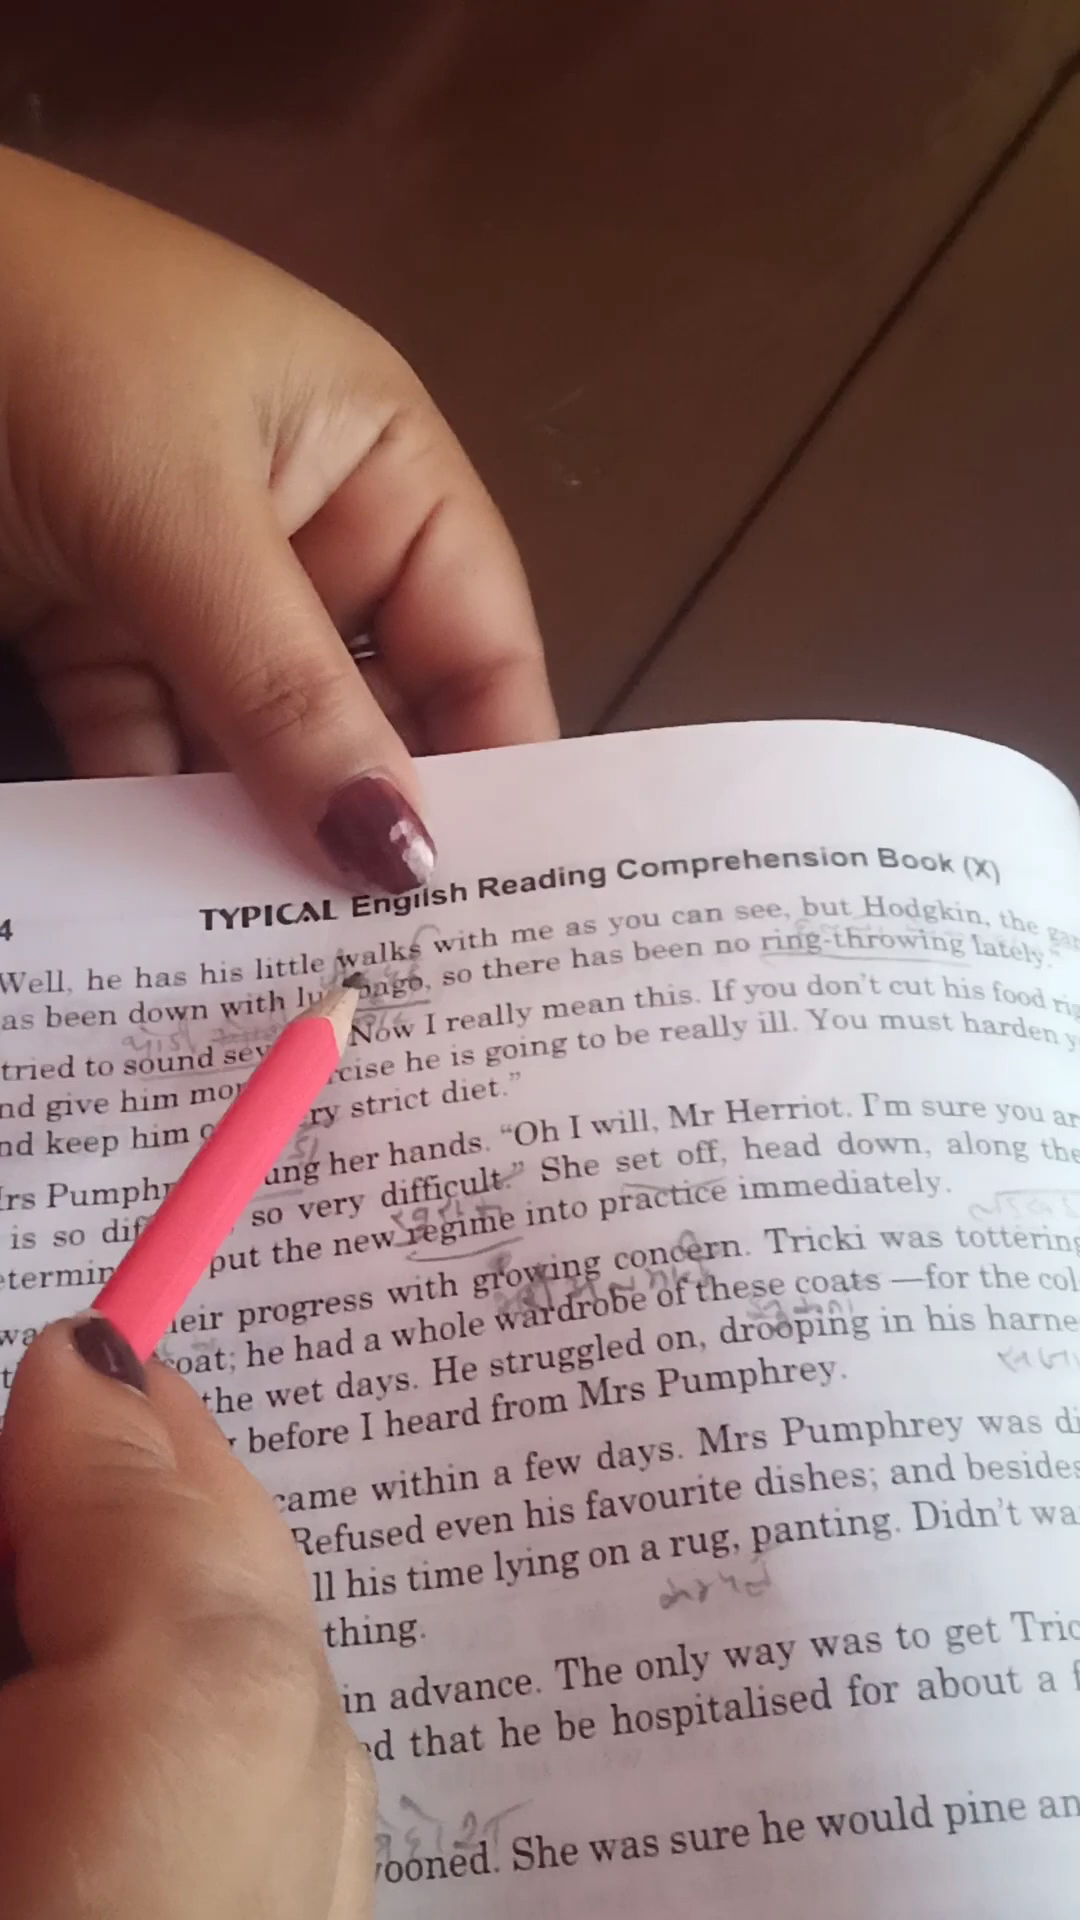 4
TYPICAL English Reading Comprehension Book (X)
Well, he has his little walks with me as you can see, but Hodgkin, the gar
as been down with lu bago, so there has been no ring-throwing lately."
tried to sound sev Now I really mean this. If you don't cut his food rig
nd give him mor cise he is going to be really ill. You must harden y
nd keep him o ry strict diet."
rs Pumphr ung her hands. "Oh I will, Mr Herriot. I'm sure you ar
is so dif so very difficult." She set off, head down, along the
etermin put the new regime into practice immediately.
wa eir progress with growing concern. Tricki was tottering
t coat; he had a whole wardrobe of these coats —for the col
the wet days. He struggled on, drooping in his harne
before I heard from Mrs Pumphrey.
came within a few days. Mrs Pumphrey was di
Refused even his favourite dishes; and besides
ll his time lying on a rug, panting. Didn't wa
thing.
in advance. The only way was to get Tric
ed that he be hospitalised for about a f
ooned. She was sure he would pine an